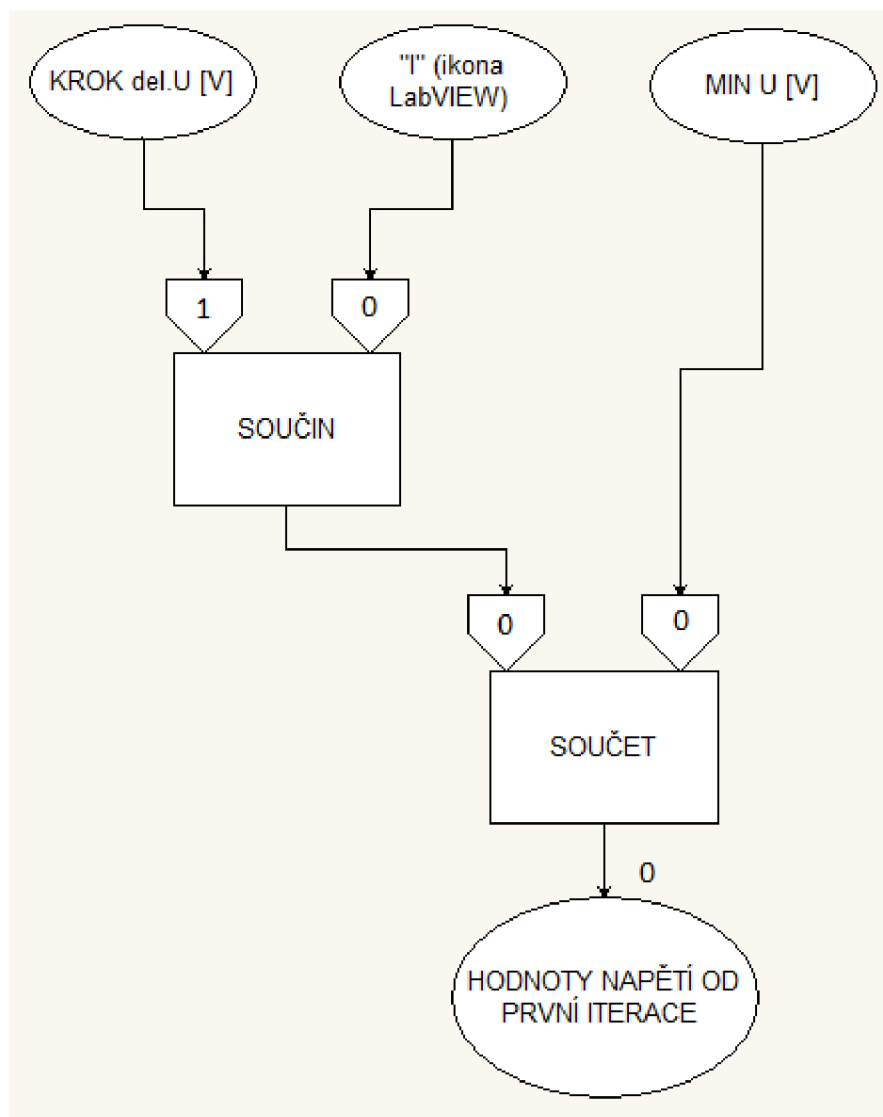 KROK del.U [V]
"I" (ikona
LabVIEW)
MIN U [V]
1
0
SOUČIN
0
0
SOUČET
0
HODNOTY NAPĚTÍ OD
PRVNÍ ITERACE